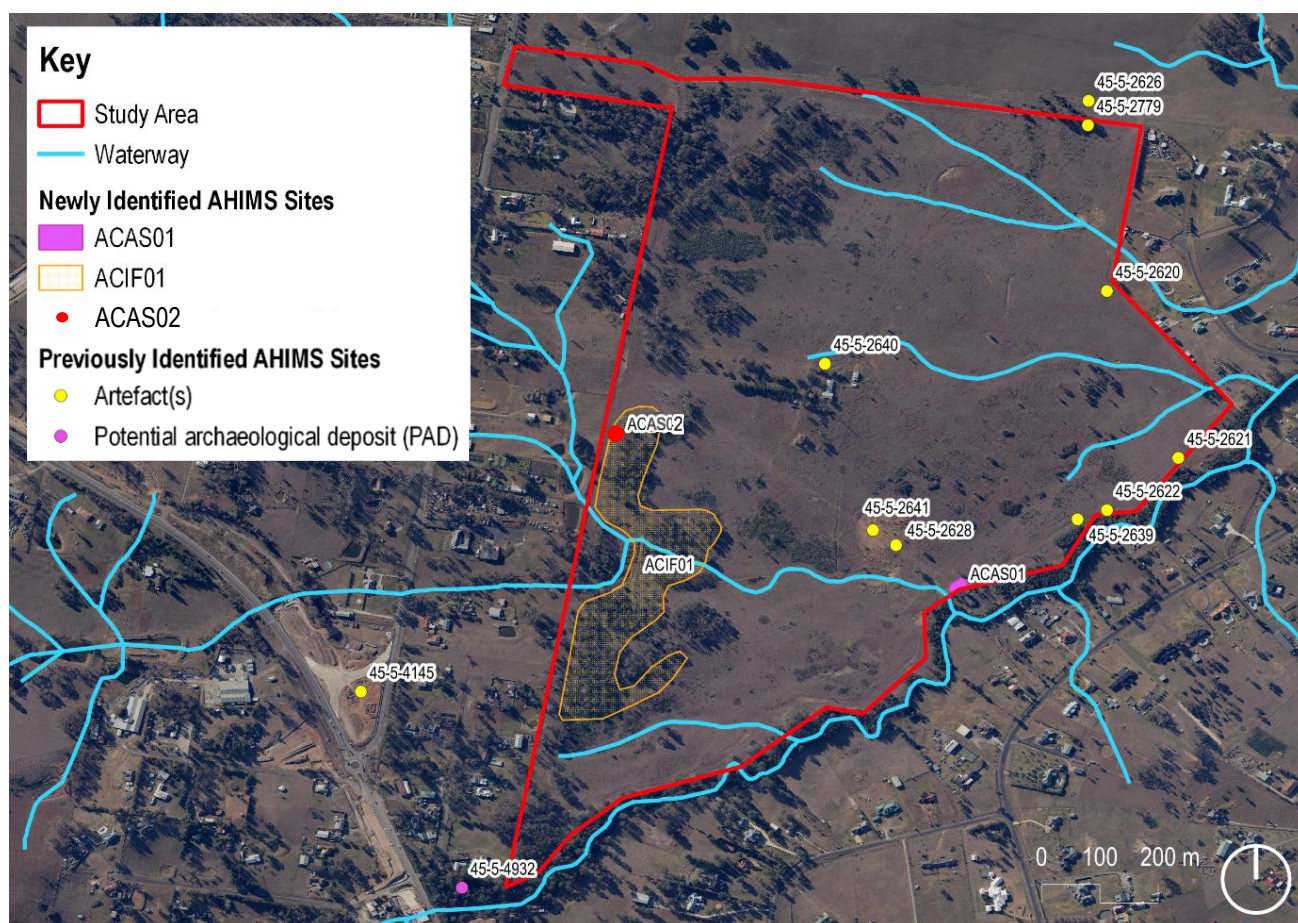 Key
Study Area
Waterway
Newly Identified AHIMS Sites
ACAS01
ACIF01
ACAS02
Previously Identified AHIMS Sites
Artefact(s)
Potential archaeological deposit (PAD)
45-5-2626
45-5-2779
45-5-2620
45-5-2640
ACAS02
45-5-2621
45-5-2622
45-5-2641
45-5-2628
45-5-2639
ACIF01
ACAS01
45-5-4145
45-5-4932
0 100 200 m